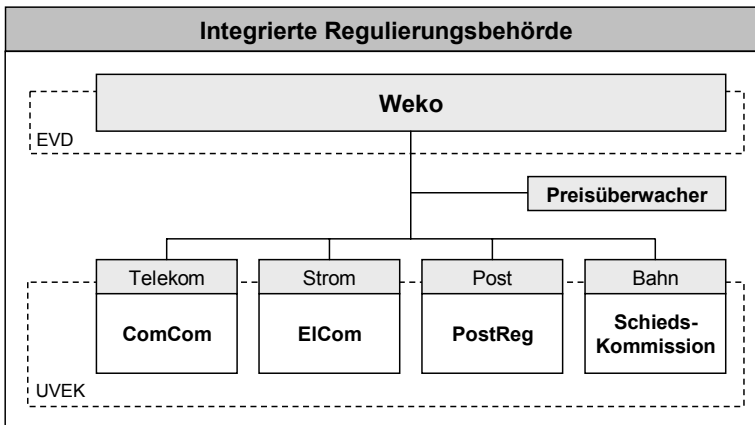 Integrierte Regulierungsbehörde
Weko
EVD
Preisüberwacher
Telekom
Strom
Post
Bahn
ComCom
ElCom
PostReg
Schieds-
Kommission
UVEK